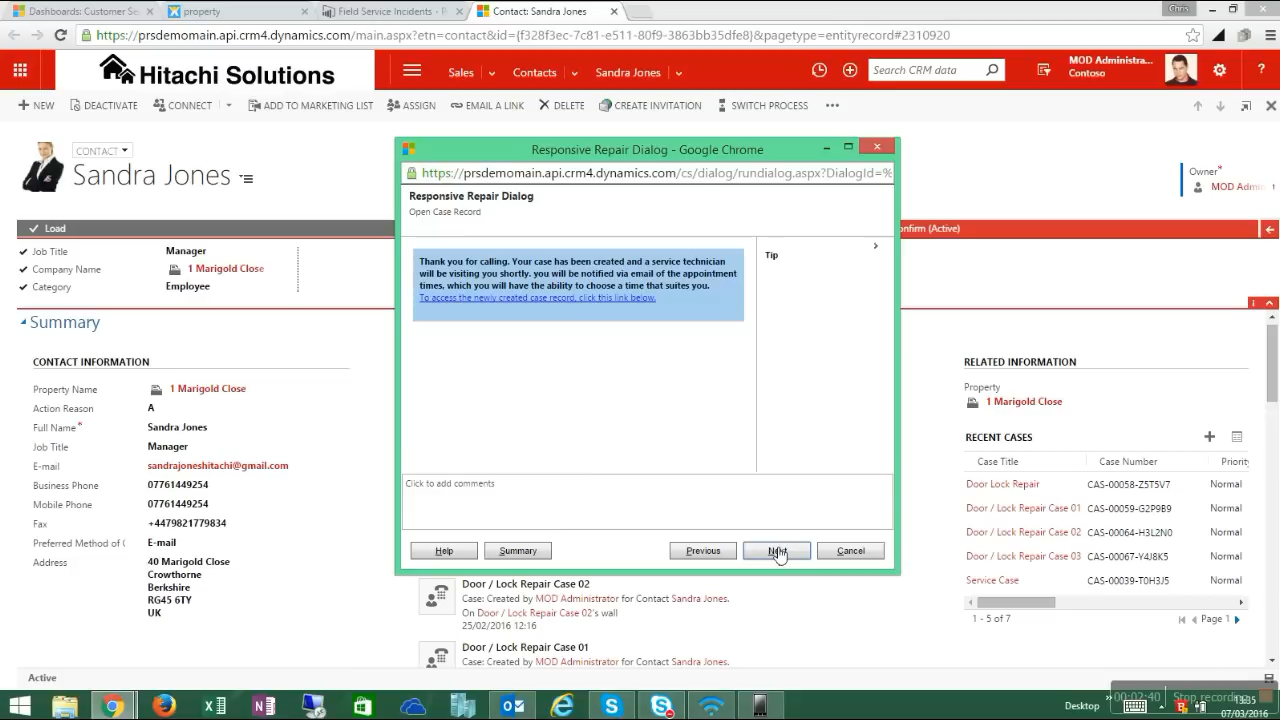 Dashboards: Customer Se
property
Field Service Incidents - P
Contact: Sandra Jones
Chris
https://prsdemomain.api.crm4.dynamics.com/main.aspx?etn=contact&id={f328f3ec-7c81-e511-80f9-3863bb35dfe8}&pagetype=entityrecord#2310920
Hitachi Solutions
Sales
Contacts
Sandra Jones
Search CRM data
MOD Administra...
Contoso
?
NEW
DEACTIVATE
CONNECT
ADD TO MARKETING LIST
ASSIGN
EMAIL A LINK
DELETE
CREATE INVITATION
SWITCH PROCESS
CONTACT
Sandra Jones
Owner*
MOD Admi
Load
onfirm (Active)
Job Title
Manager
Company Name
1 Marigold Close
Category
Employee
Summary
CONTACT INFORMATION
Property Name
1 Marigold Close
Action Reason
A
Full Name *
Sandra Jones
Job Title
Manager
E-mail
sandrajoneshitachi@gmail.com
Business Phone
07761449254
Mobile Phone
07761449254
Fax
+4479821779834
Preferred Method of C
E-mail
Address
40 Marigold Close
Crowthorne
Berkshire
RG45 6TY
UK
Responsive Repair Dialog - Google Chrome
https://prsdemomain.api.crm4.dynamics.com/cs/dialog/rundialog.aspx?DialogId=%
Responsive Repair Dialog
Open Case Record
Thank you for calling. Your case has been created and a service technician
will be visiting you shortly. you will be notified via email of the appointment
times, which you will have the ability to choose a time that suites you.
To access the newly created case record, click this link below.
Tip
Click to add comments
Help
Summary
Previous
Next
Cancel
Door / Lock Repair Case 02
Case: Created by MOD Administrator for Contact Sandra Jones.
On Door / Lock Repair Case 02's wall
25/02/2016 12:16
Door / Lock Repair Case 01
Case: Created by MOD Administrator for Contact Sandra Jones.
RELATED INFORMATION
Property
1 Marigold Close
RECENT CASES
Case Title
Case Number
Priority
Door Lock Repair
CAS-00058-Z5T5V7
Normal
Door / Lock Repair Case 01
CAS-00059-G2P9B9
Normal
Door / Lock Repair Case 02
CAS-00064-H3L2N0
Normal
Door / Lock Repair Case 03
CAS-00067-Y4J8K5
Normal
Service Case
CAS-00039-T0H3J5
Normal
1 - 5 of 7
Page 1
Active
Desktop
00:02:40
Stop recording
13:35
07/03/2016